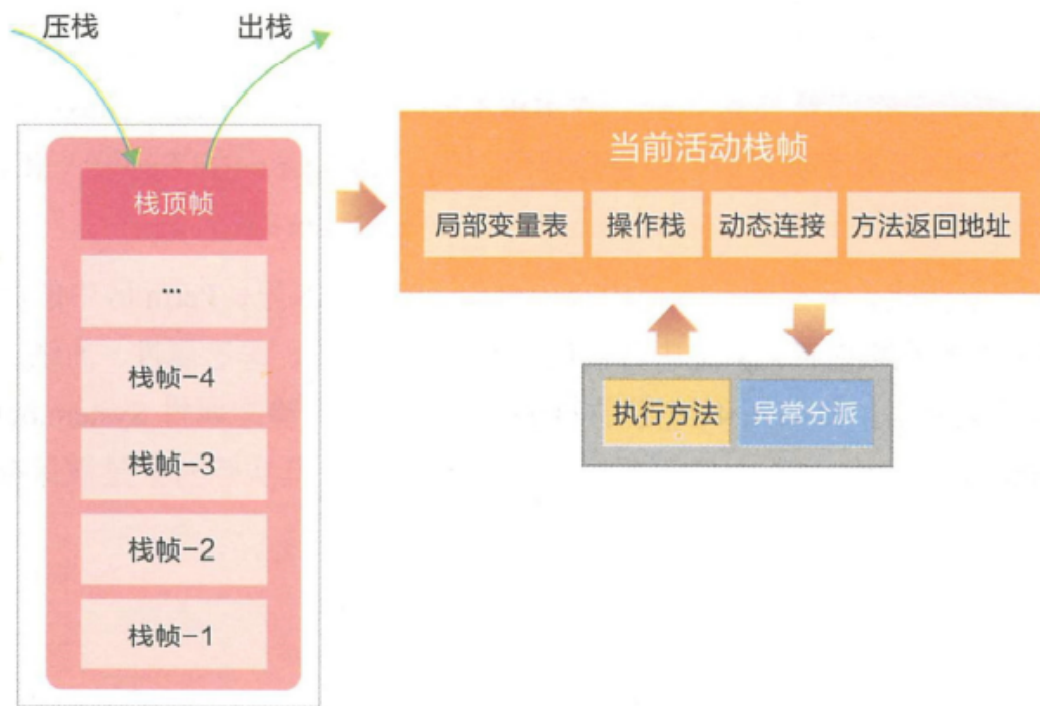 压栈
出栈
栈顶帧
...
栈帧-4
栈帧-3
栈帧-2
栈帧-1
当前活动栈帧
局部变量表
操作栈
动态连接
方法返回地址
执行方法
异常分派